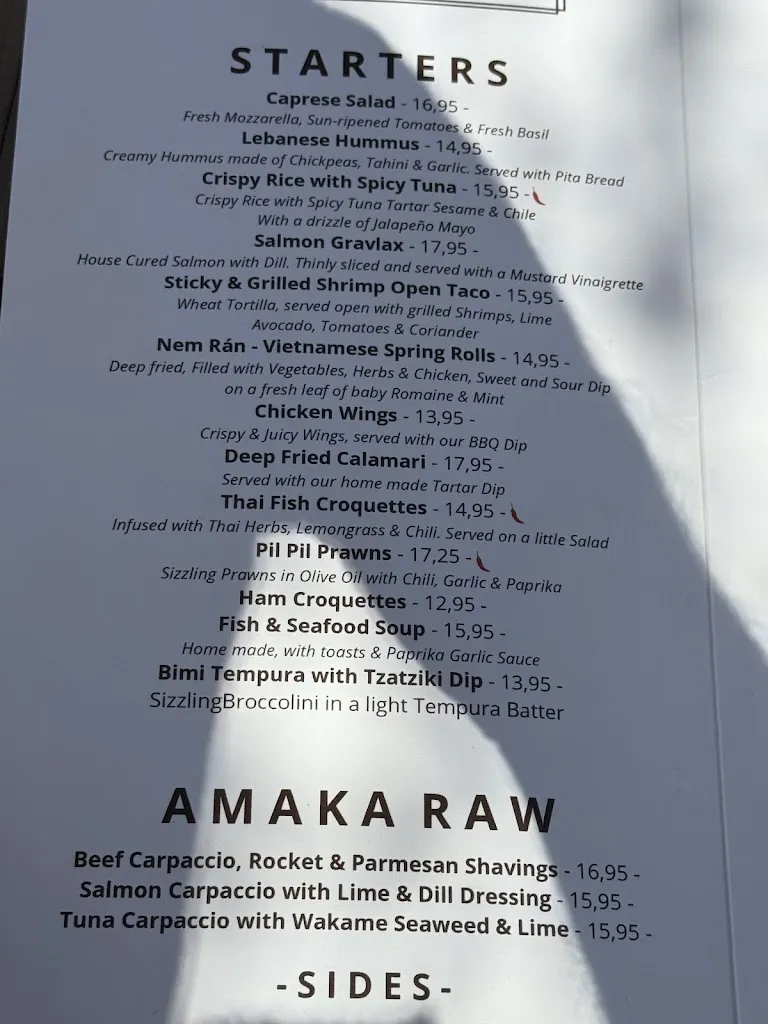 STARTERS
Caprese Salad - 16,95 -
Fresh Mozzarella, Sun-ripened Tomatoes & Fresh Basil
Lebanese Hummus - 14,95 -
Creamy Hummus made of Chickpeas, Tahini & Garlic. Served with Pita Bread
Crispy Rice with Spicy Tuna - 15,95 -
Crispy Rice with Spicy Tuna Tartar Sesame & Chile
With a drizzle of Jalapeño Mayo
Salmon Gravlax - 17,95 -
House Cured Salmon with Dill. Thinly sliced and served with a Mustard Vinaigrette
Sticky & Grilled Shrimp Open Taco - 15,95 -
Wheat Tortilla, served open with grilled Shrimps, Lime
Avocado, Tomatoes & Coriander
Nem Rán - Vietnamese Spring Rolls - 14,95 -
Deep fried, Filled with Vegetables, Herbs & Chicken, Sweet and Sour Dip
on a fresh leaf of baby Romaine & Mint
Chicken Wings - 13,95 -
Crispy & Juicy Wings, served with our BBQ Dip
Deep Fried Calamari - 17,95 -
Served with our home made Tartar Dip
Thai Fish Croquettes - 14,95 -
Infused with Thai Herbs, Lemongrass & Chili. Served on a little Salad
Pil Pil Prawns - 17,25 -
Sizzling Prawns in Olive Oil with Chili, Garlic & Paprika
Ham Croquettes - 12,95 -
Fish & Seafood Soup - 15,95 -
Home made, with toasts & Paprika Garlic Sauce
Bimi Tempura with Tzatziki Dip - 13,95 -
SizzlingBroccolini in a light Tempura Batter
AMAKA RAW
Beef Carpaccio, Rocket & Parmesan Shavings - 16,95 -
Salmon Carpaccio with Lime & Dill Dressing - 15,95 -
Tuna Carpaccio with Wakame Seaweed & Lime - 15,95 -
-SIDES-